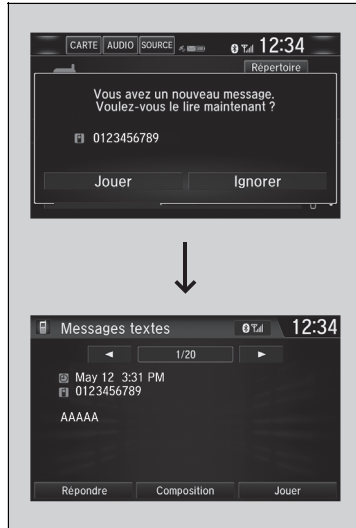 CARTE AUDIO SOURCE 12:34
Répertoire
Vous avez un nouveau message.
Voulez-vous le lire maintenant ?
0123456789
Jouer Ignorer
Messages textes 12:34
◄ 1/20 ►
May 12 3:31 PM
0123456789
AAAAA
Répondre Composition Jouer